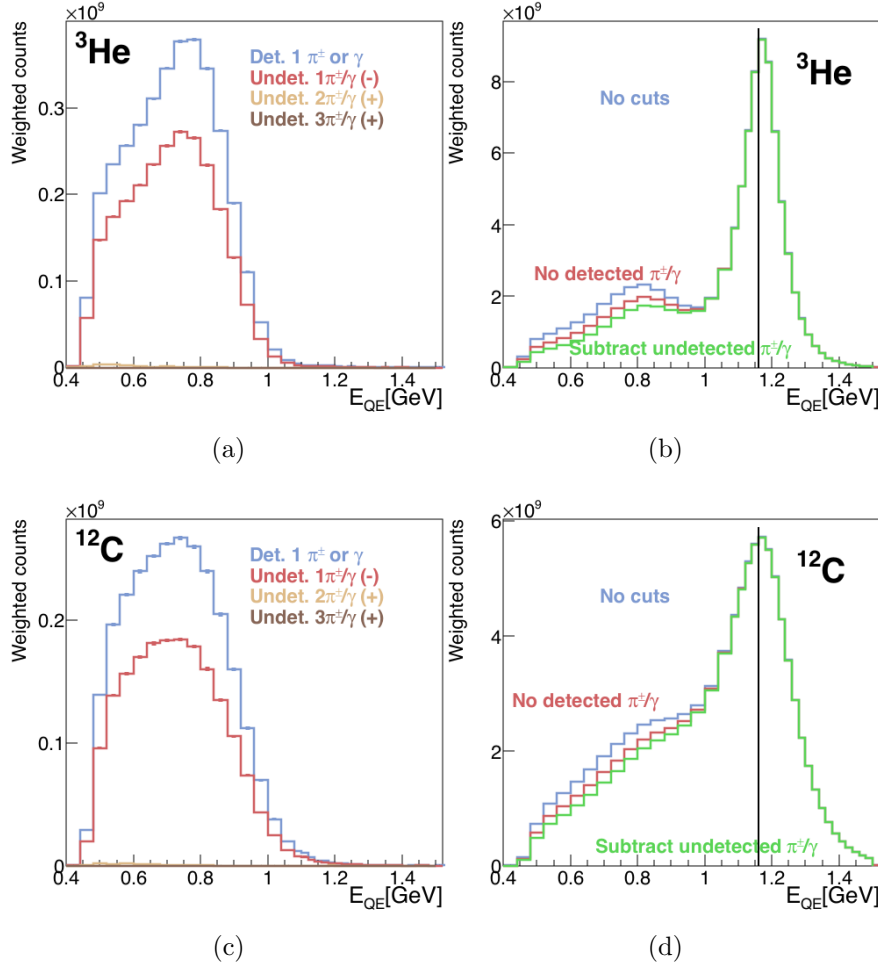 ×10⁹
Weighted counts
³He
Det. 1 π± or γ
Undet. 1π±/γ (-)
Undet. 2π±/γ (+)
Undet. 3π±/γ (+)
0.3
0.2
0.1
0
0.4 0.6 0.8 1 1.2 1.4
E_QE[GeV]
(a)
×10⁹
Weighted counts
³He
No cuts
No detected π±/γ
Subtract undetected π±/γ
8
6
4
2
0
0.4 0.6 0.8 1 1.2 1.4
E_QE[GeV]
(b)
×10⁹
Weighted counts
¹²C
Det. 1 π± or γ
Undet. 1π±/γ (-)
Undet. 2π±/γ (+)
Undet. 3π±/γ (+)
0.2
0.1
0
0.4 0.6 0.8 1 1.2 1.4
E_QE[GeV]
(c)
×10⁹
Weighted counts
¹²C
No cuts
No detected π±/γ
Subtract undetected π±/γ
6
4
2
0
0.4 0.6 0.8 1 1.2 1.4
E_QE[GeV]
(d)